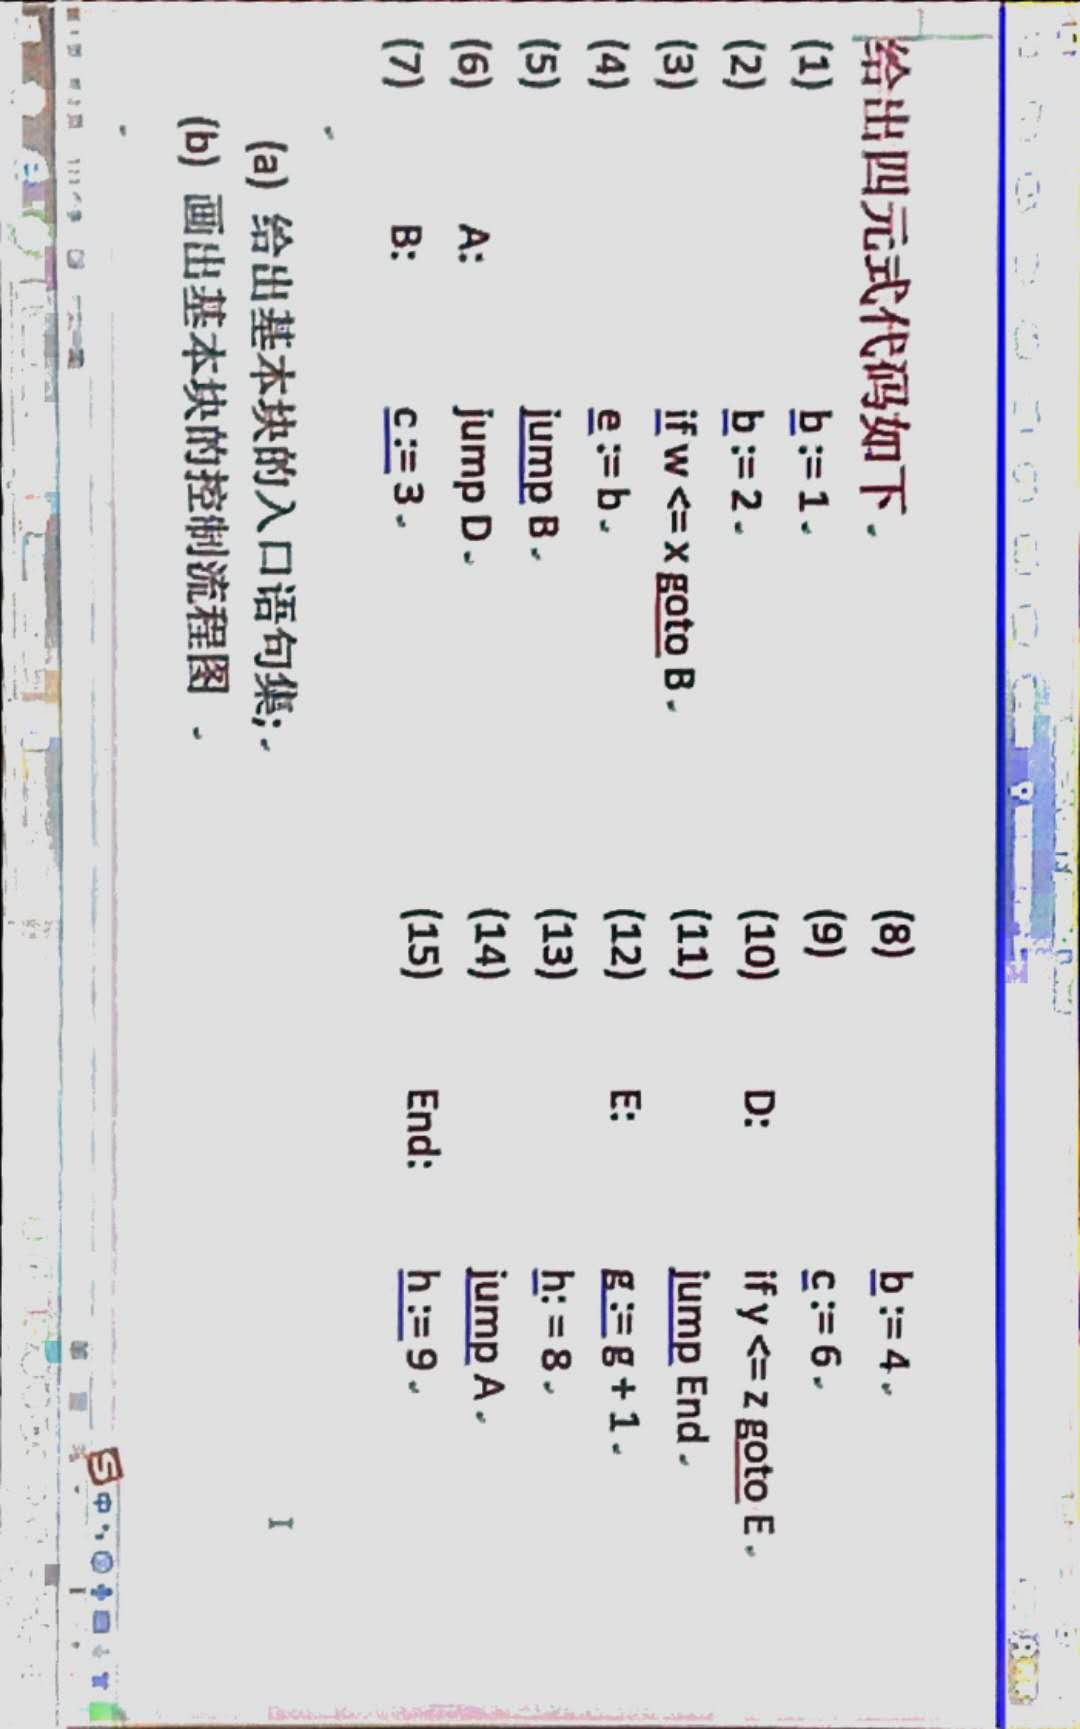 给出四元式代码如下
(1) b := 1
(2) b := 2
(3) if w <= x goto B
(4) e := b
(5) jump B
(6) A: jump D
(7) B: c := 3
(8) b := 4
(9) c := 6
(10) D: if y <= z goto E
(11) jump End
(12) E: g := g + 1
(13) h: = 8
(14) jump A
(15) End: h := 9
(a) 给出基本块的入口语句集;
(b) 画出基本块的控制流程图
中